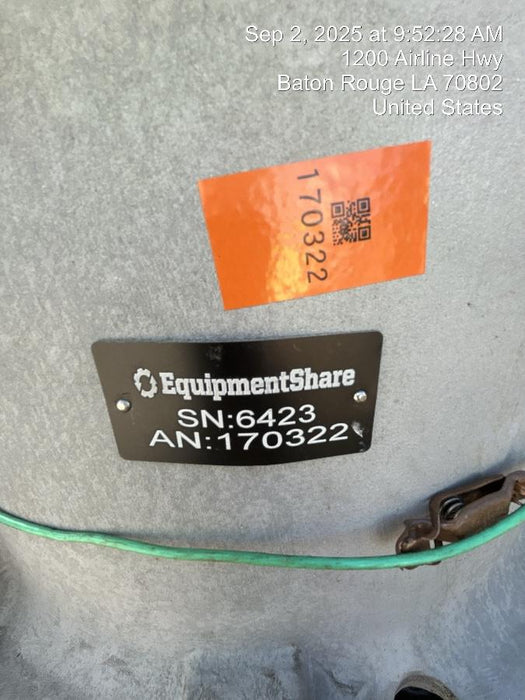 Sep 2, 2025 at 9:52:28 AM
1200 Airline Hwy
Baton Rouge LA 70802
United States
170322
EquipmentShare
SN:6423
AN:170322